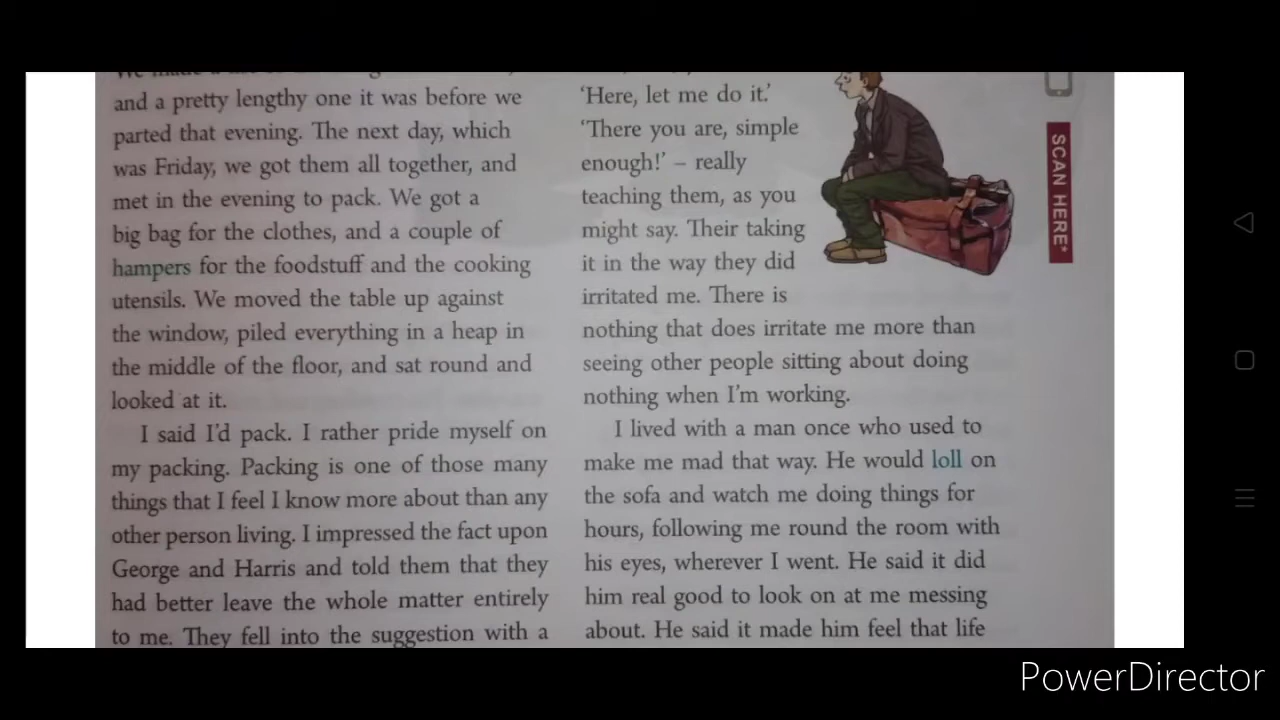 and a pretty lengthy one it was before we
parted that evening. The next day, which
was Friday, we got them all together, and
met in the evening to pack. We got a
big bag for the clothes, and a couple of
hampers for the foodstuff and the cooking
utensils. We moved the table up against
the window, piled everything in a heap in
the middle of the floor, and sat round and
looked at it.
I said I'd pack. I rather pride myself on
my packing. Packing is one of those many
things that I feel I know more about than any
other person living. I impressed the fact upon
George and Harris and told them that they
had better leave the whole matter entirely
to me. They fell into the suggestion with a
'Here, let me do it.'
'There you are, simple
enough!' – really
teaching them, as you
might say. Their taking
it in the way they did
irritated me. There is
nothing that does irritate me more than
seeing other people sitting about doing
nothing when I'm working.
I lived with a man once who used to
make me mad that way. He would loll on
the sofa and watch me doing things for
hours, following me round the room with
his eyes, wherever I went. He said it did
him real good to look on at me messing
about. He said it made him feel that life
SCAN HERE*
PowerDirector